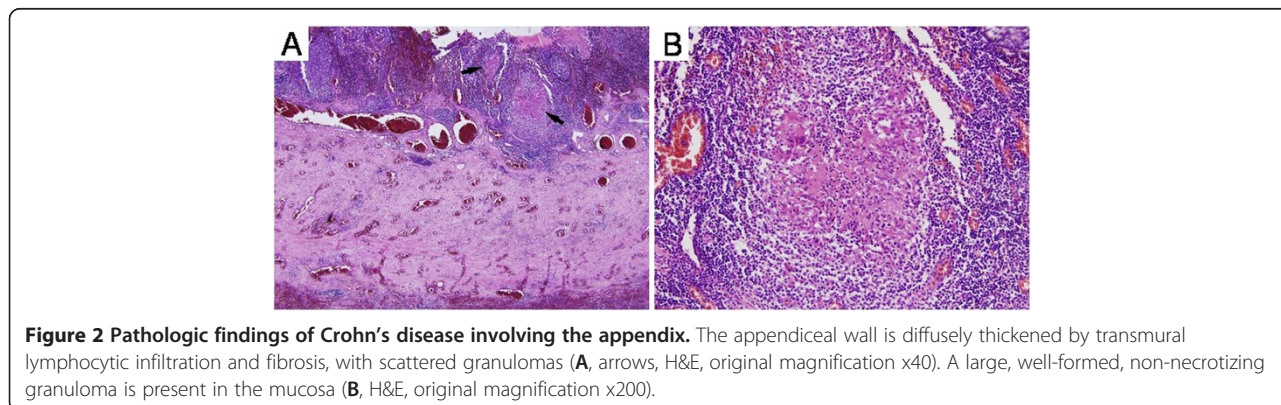 A
B
Figure 2 Pathologic findings of Crohn’s disease involving the appendix. The appendiceal wall is diffusely thickened by transmural
lymphocytic infiltration and fibrosis, with scattered granulomas (A, arrows, H&E, original magnification x40). A large, well-formed, non-necrotizing
granuloma is present in the mucosa (B, H&E, original magnification x200).